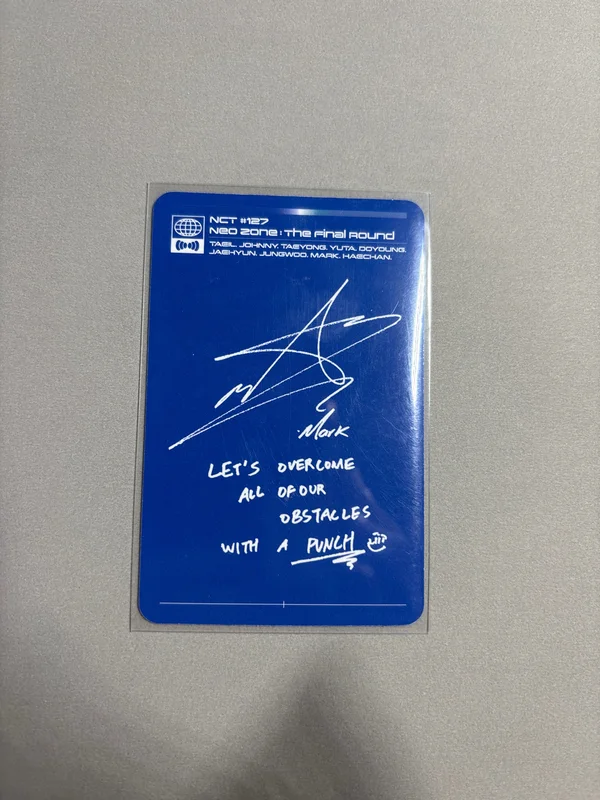 NCT #127
Neo Zone : The Final Round
TAEIL. JOHNNY. TAEYONG. YUTA. DOYOUNG.
JAEHYUN. JUNGWOO. MARK. HAECHAN.
Mark
LET'S OVERCOME
ALL OF OUR
OBSTACLES
WITH A PUNCH